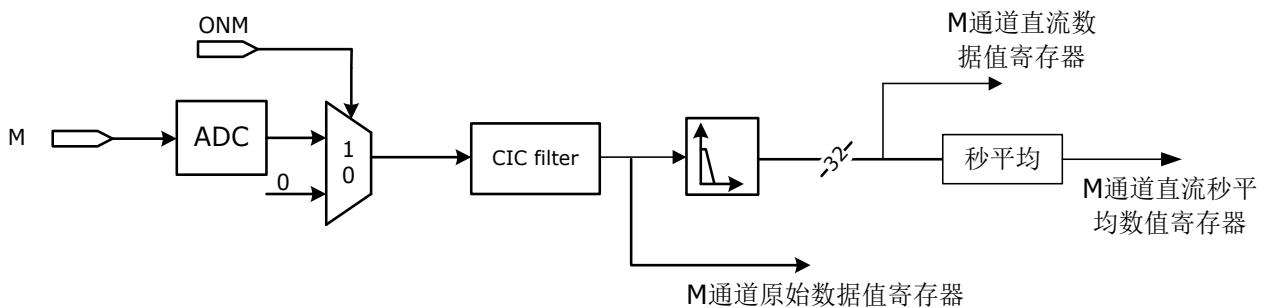 ONM
M通道直流数
据值寄存器
M
ADC
1
0
0
CIC filter
-32-
秒平均
M通道直流秒平
均数值寄存器
M通道原始数据值寄存器